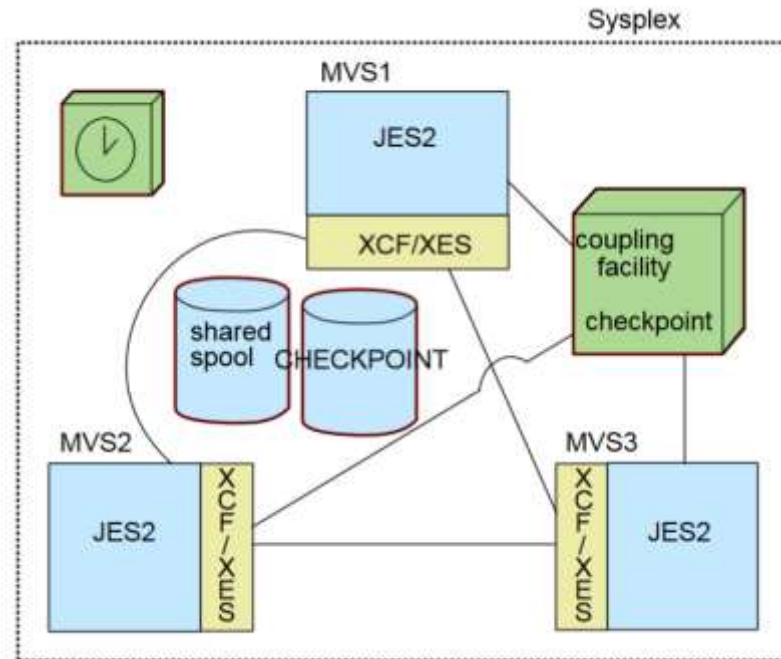 Sysplex
MVS1
JES2
XCF/XES
coupling
facility
checkpoint
shared
spool
CHECKPOINT
MVS2
JES2
XCF/XES
MVS3
XCF/XES
JES2